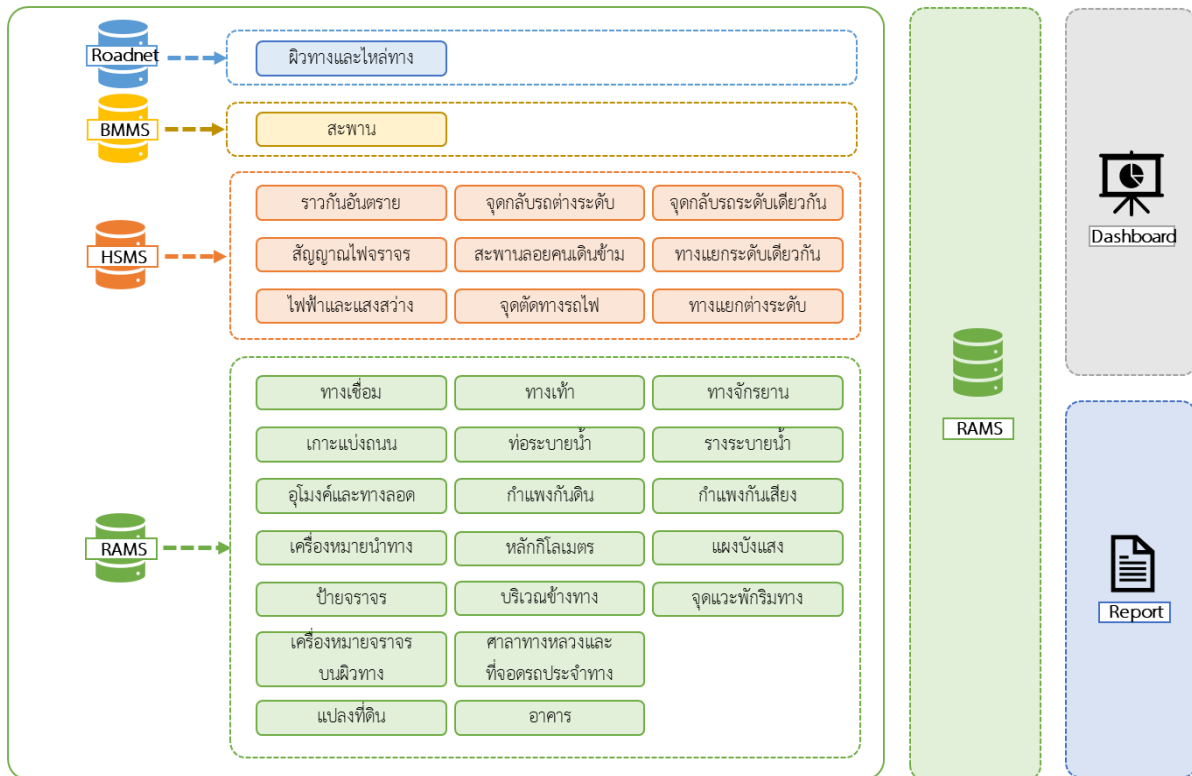 Roadnet
ผิวทางและไหล่ทาง
BMMS
สะพาน
HSMS
ราวกันอันตราย
จุดกลับรถต่างระดับ
จุดกลับรถระดับเดียวกัน
สัญญาณไฟจราจร
สะพานลอยคนเดินข้าม
ทางแยกระดับเดียวกัน
ไฟฟ้าและแสงสว่าง
จุดตัดทางรถไฟ
ทางแยกต่างระดับ
RAMS
ทางเชื่อม
ทางเท้า
ทางจักรยาน
เกาะแบ่งถนน
ท่อระบายน้ำ
รางระบายน้ำ
อุโมงค์และทางลอด
กำแพงกันดิน
กำแพงกันเสียง
เครื่องหมายนำทาง
หลักกิโลเมตร
แผงบังแสง
ป้ายจราจร
บริเวณข้างทาง
จุดแวะพักริมทาง
เครื่องหมายจราจร
บนผิวทาง
ศาลาทางหลวงและ
ที่จอดรถประจำทาง
แปลงที่ดิน
อาคาร
RAMS
Dashboard
Report